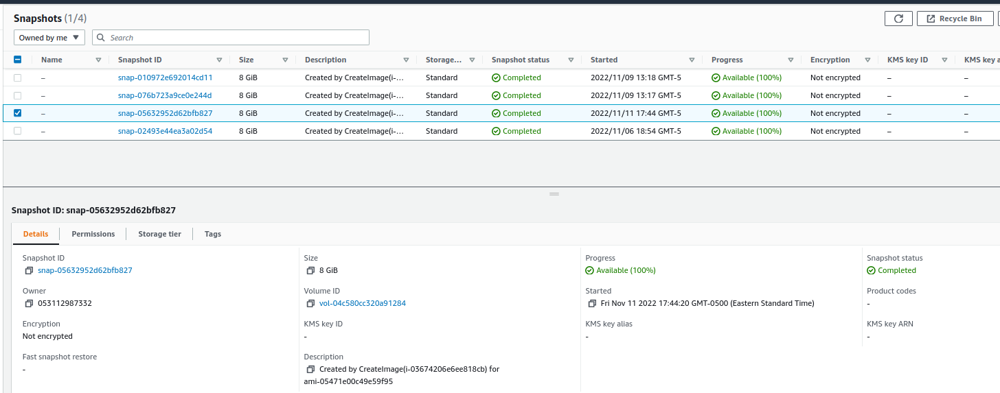 Snapshots (1/4)
Recycle Bin
Owned by me
Search
Name Snapshot ID Size Description Storage... Snapshot status Started Progress Encryption KMS key ID KMS key a
– snap-010972e692014cd11 8 GiB Created by CreateImage(i-... Standard Completed 2022/11/09 13:18 GMT-5 Available (100%) Not encrypted – –
– snap-076b723a9ce0e244d 8 GiB Created by CreateImage(i-... Standard Completed 2022/11/09 13:17 GMT-5 Available (100%) Not encrypted – –
– snap-05632952d62bfb827 8 GiB Created by CreateImage(i-... Standard Completed 2022/11/11 17:44 GMT-5 Available (100%) Not encrypted – –
– snap-02493e44ea3a02d54 8 GiB Created by CreateImage(i-... Standard Completed 2022/11/06 18:54 GMT-5 Available (100%) Not encrypted – –
Snapshot ID: snap-05632952d62bfb827
Details Permissions Storage tier Tags
Snapshot ID Size Progress Snapshot status
snap-05632952d62bfb827 8 GiB Available (100%) Completed
Owner Volume ID Started Product codes
053112987332 vol-04c580cc320a91284 Fri Nov 11 2022 17:44:20 GMT-0500 (Eastern Standard Time) -
Encryption KMS key ID KMS key alias KMS key ARN
Not encrypted - - -
Fast snapshot restore Description
- Created by CreateImage(i-03674206e6ee818cb) for
ami-05471e00c49e59f95